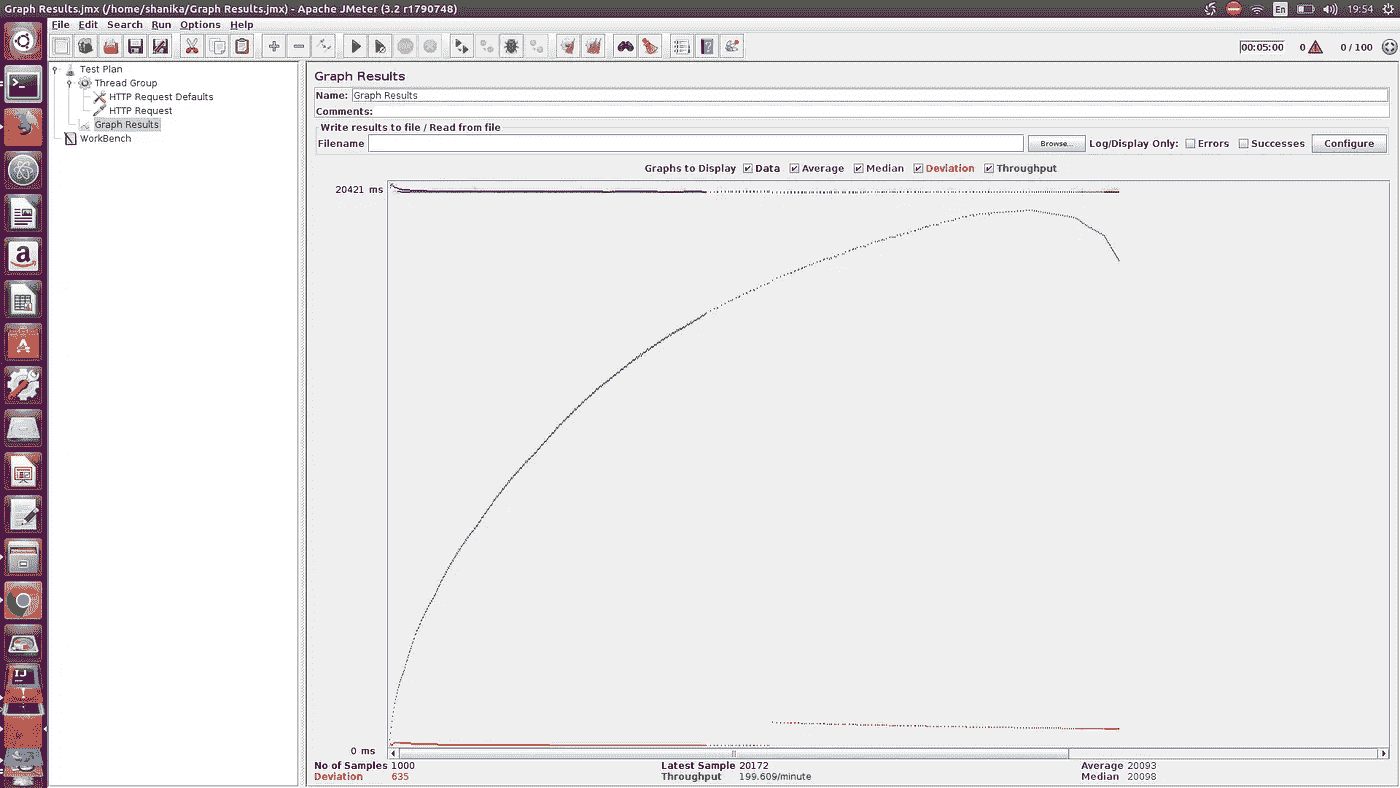 Graph Results.jmx (/home/shanika/Graph Results.jmx) - Apache JMeter (3.2 r1790748) En 19:54
File Edit Search Run Options Help
00:05:00 0 0 / 100
Test Plan
Thread Group
HTTP Request Defaults
HTTP Request
Graph Results
WorkBench
Graph Results
Name: Graph Results
Comments:
Write results to file / Read from file
Filename Browse... Log/Display Only: Errors Successes Configure
Graphs to Display Data Average Median Deviation Throughput
20421 ms
0 ms
No of Samples 1000 Latest Sample 20172 Average 20093
Deviation 635 Throughput 199.609/minute Median 20098